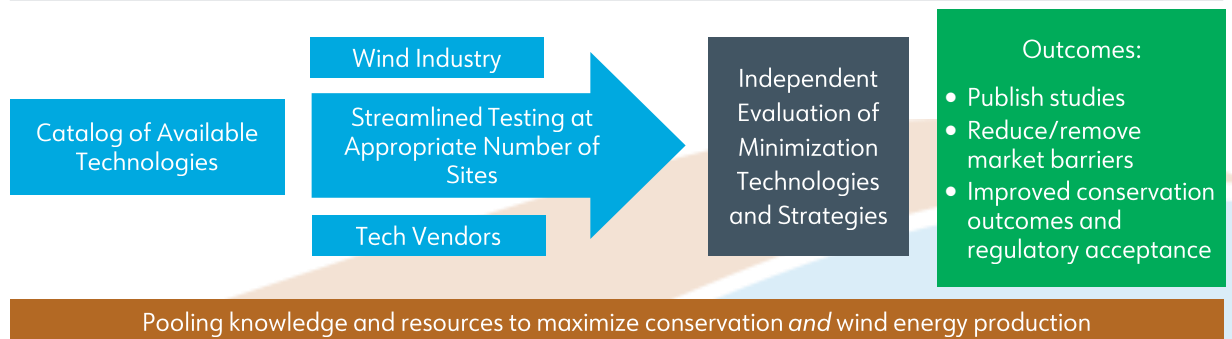 Catalog of Available
Technologies
Wind Industry
Streamlined Testing at
Appropriate Number of
Sites
Tech Vendors
Independent
Evaluation of
Minimization
Technologies
and Strategies
Outcomes:
• Publish studies
• Reduce/remove
market barriers
• Improved conservation
outcomes and
regulatory acceptance
Pooling knowledge and resources to maximize conservation and wind energy production